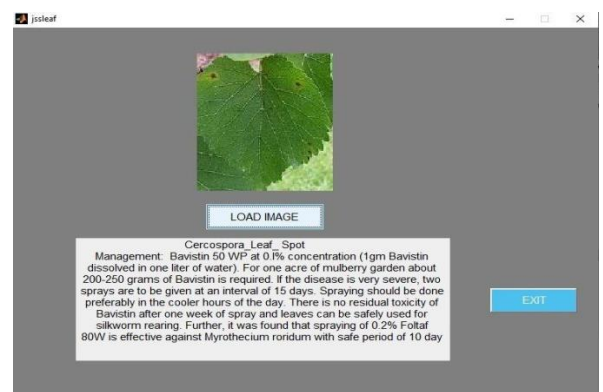 jssleaf
LOAD IMAGE
Cercospora_Leaf_ Spot
Management: Bavistin 50 WP at 0.l% concentration (1gm Bavistin
dissolved in one liter of water). For one acre of mulberry garden about
200-250 grams of Bavistin is required. If the disease is very severe, two
sprays are to be given at an interval of 15 days. Spraying should be done
preferably in the cooler hours of the day. There is no residual toxicity of
Bavistin after one week of spray and leaves can be safely used for
silkworm rearing. Further, it was found that spraying of 0.2% Foltaf
80W is effective against Myrothecium roridum with safe period of 10 day
EXIT